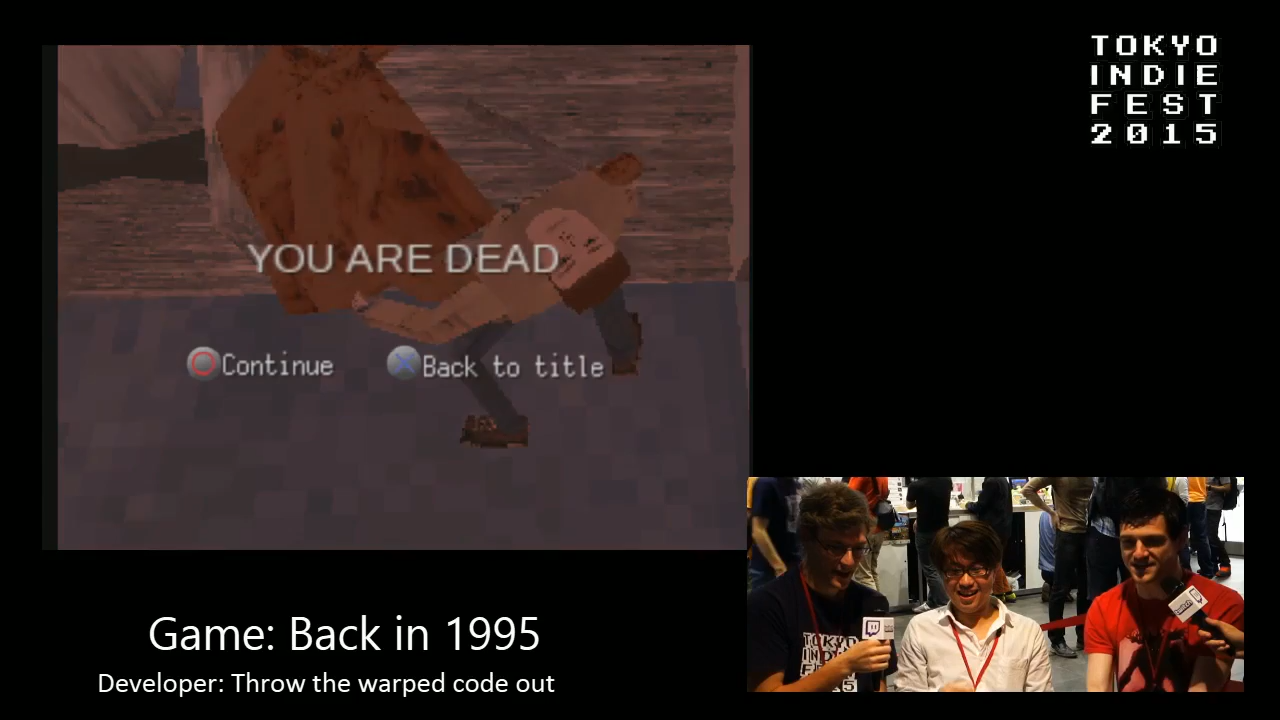 TOKYO
INDIE
FEST
2015
YOU ARE DEAD
Continue
Back to title
Game: Back in 1995
Developer: Throw the warped code out
TOKYO